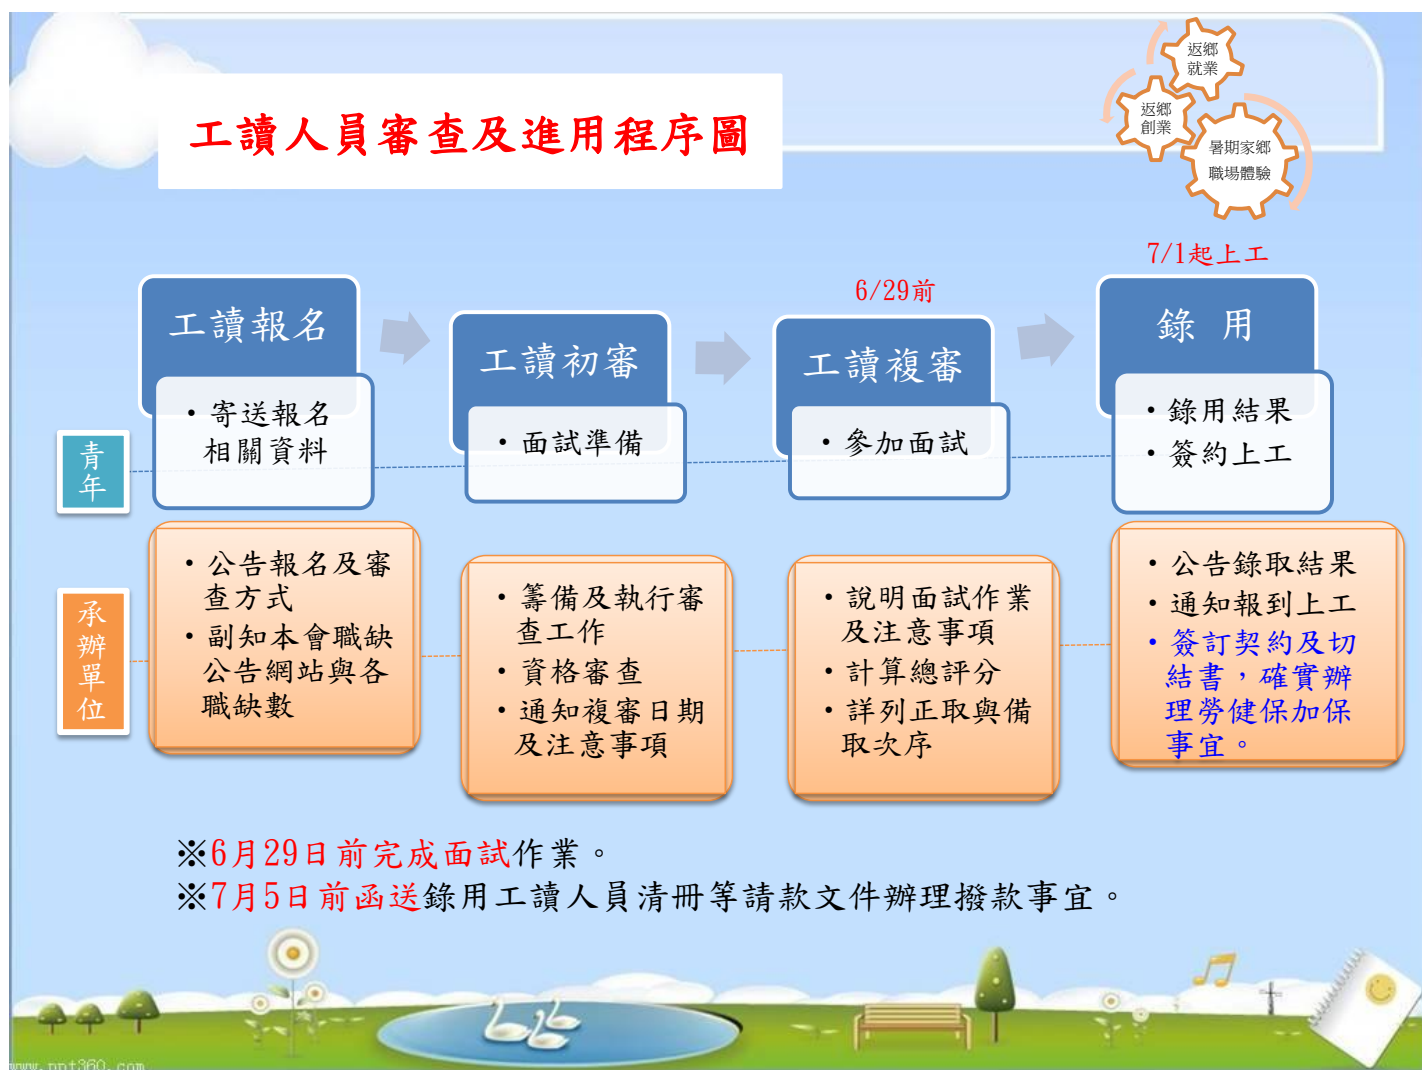 返鄉
就業
返鄉
創業
暑期家鄉
職場體驗
工讀人員審查及進用程序圖
7/1起上工
6/29前
工讀報名
工讀初審
工讀複審
錄 用
青年
・寄送報名
相關資料
・面試準備
・參加面試
・錄用結果
・簽約上工
承辦單位
・公告報名及審
查方式
・副知本會職缺
公告網站與各
職缺數
・籌備及執行審
查工作
・資格審查
・通知複審日期
及注意事項
・說明面試作業
及注意事項
・計算總評分
・詳列正取與備
取次序
・公告錄取結果
・通知報到上工
・簽訂契約及切
結書，確實辦
理勞健保加保
事宜。
※6月29日前完成面試作業。
※7月5日前函送錄用工讀人員清冊等請款文件辦理撥款事宜。
www.ppt360.com